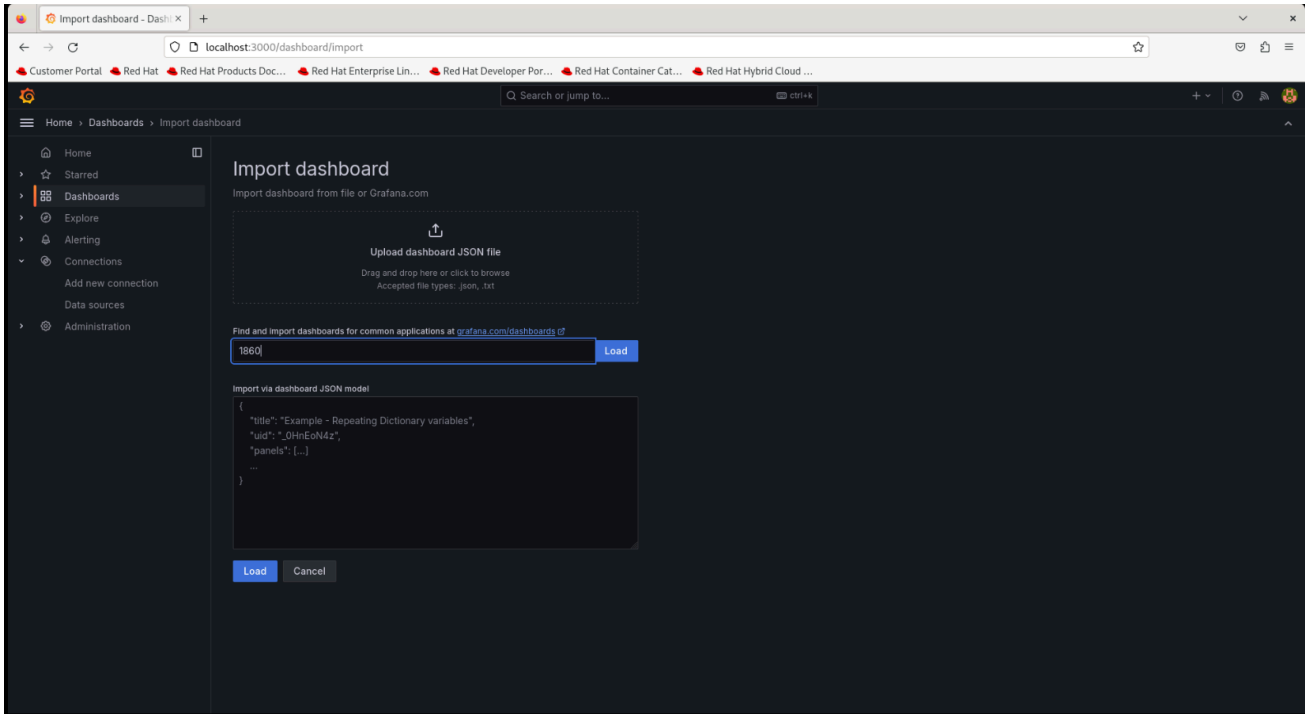 Import dashboard - Dash
localhost:3000/dashboard/import
Customer Portal Red Hat Red Hat Products Doc... Red Hat Enterprise Lin... Red Hat Developer Por... Red Hat Container Cat... Red Hat Hybrid Cloud ...
Search or jump to... ctrl+k
Home › Dashboards › Import dashboard
Home
Starred
Dashboards
Explore
Alerting
Connections
Add new connection
Data sources
Administration
Import dashboard
Import dashboard from file or Grafana.com
Upload dashboard JSON file
Drag and drop here or click to browse
Accepted file types: .json, .txt
Find and import dashboards for common applications at grafana.com/dashboards
1860 Load
Import via dashboard JSON model
{
"title": "Example - Repeating Dictionary variables",
"uid": "_0HnEoN4z",
"panels": [...]
...
}
Load Cancel